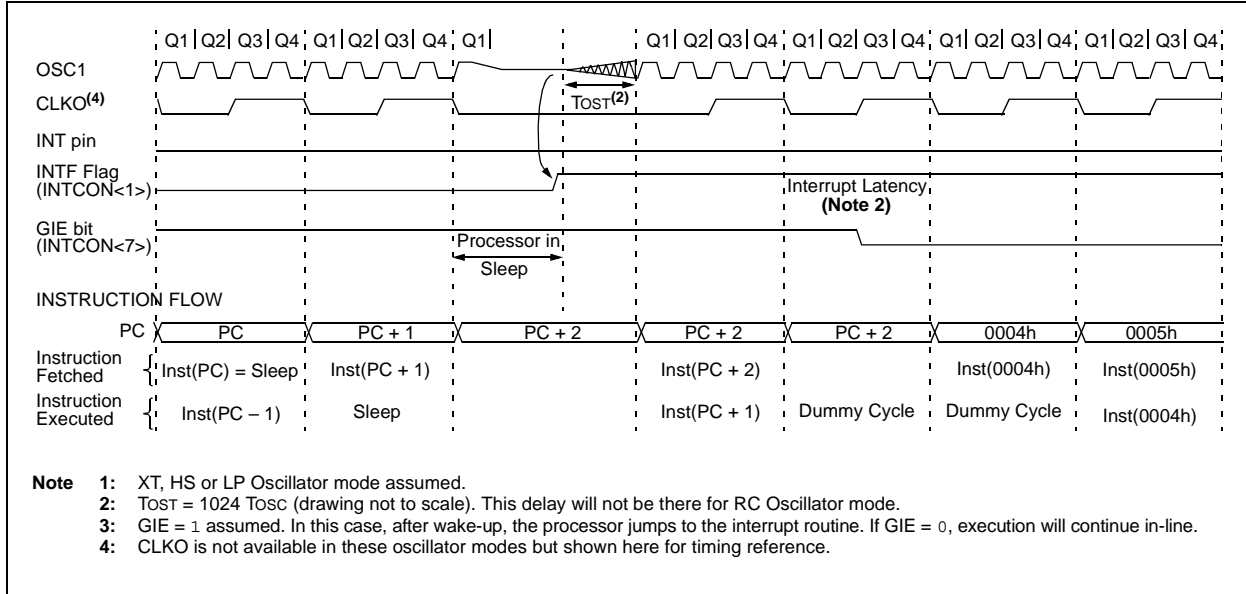 Q1 Q2 Q3 Q4 Q1 Q2 Q3 Q4 Q1 Q1 Q2 Q3 Q4 Q1 Q2 Q3 Q4 Q1 Q2 Q3 Q4 Q1 Q2 Q3 Q4
OSC1
CLKO(4)
TOST(2)
INT pin
INTF Flag
(INTCON<1>)
Interrupt Latency
(Note 2)
GIE bit
(INTCON<7>)
Processor in
Sleep
INSTRUCTION FLOW
PC PC PC + 1 PC + 2 PC + 2 PC + 2 0004h 0005h
Instruction
Fetched
Inst(PC) = Sleep Inst(PC + 1) Inst(PC + 2) Inst(0004h) Inst(0005h)
Instruction
Executed
Inst(PC – 1) Sleep Inst(PC + 1) Dummy Cycle Dummy Cycle Inst(0004h)
Note 1: XT, HS or LP Oscillator mode assumed.
2: TOST = 1024 TOSC (drawing not to scale). This delay will not be there for RC Oscillator mode.
3: GIE = 1 assumed. In this case, after wake-up, the processor jumps to the interrupt routine. If GIE = 0, execution will continue in-line.
4: CLKO is not available in these oscillator modes but shown here for timing reference.